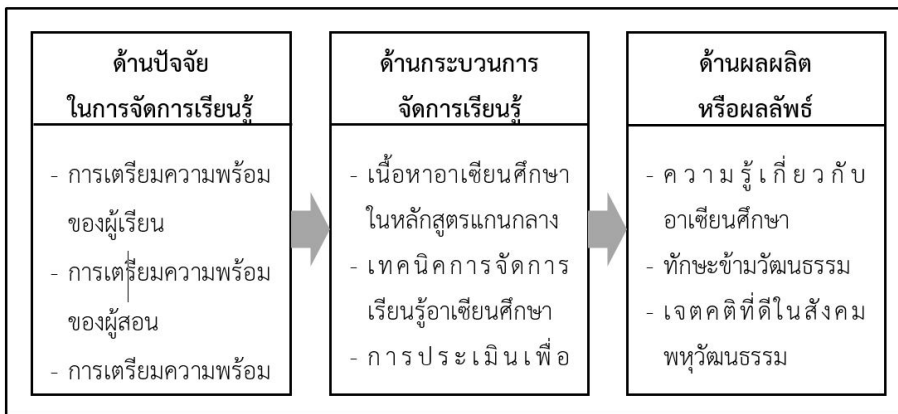 ด้านปัจจัย
ในการจัดการเรียนรู้
- การเตรียมความพร้อม
ของผู้เรียน
- การเตรียมความพร้อม
ของผู้สอน
- การเตรียมความพร้อม
ด้านกระบวนการ
จัดการเรียนรู้
- เนื้อหาอาเซียนศึกษา
ในหลักสูตรแกนกลาง
- เทคนิคการจัดการ
เรียนรู้อาเซียนศึกษา
- การประเมินเพื่อ
ด้านผลผลิต
หรือผลลัพธ์
- ความรู้เกี่ยวกับ
อาเซียนศึกษา
- ทักษะข้ามวัฒนธรรม
- เจตคติที่ดีในสังคม
พหุวัฒนธรรม